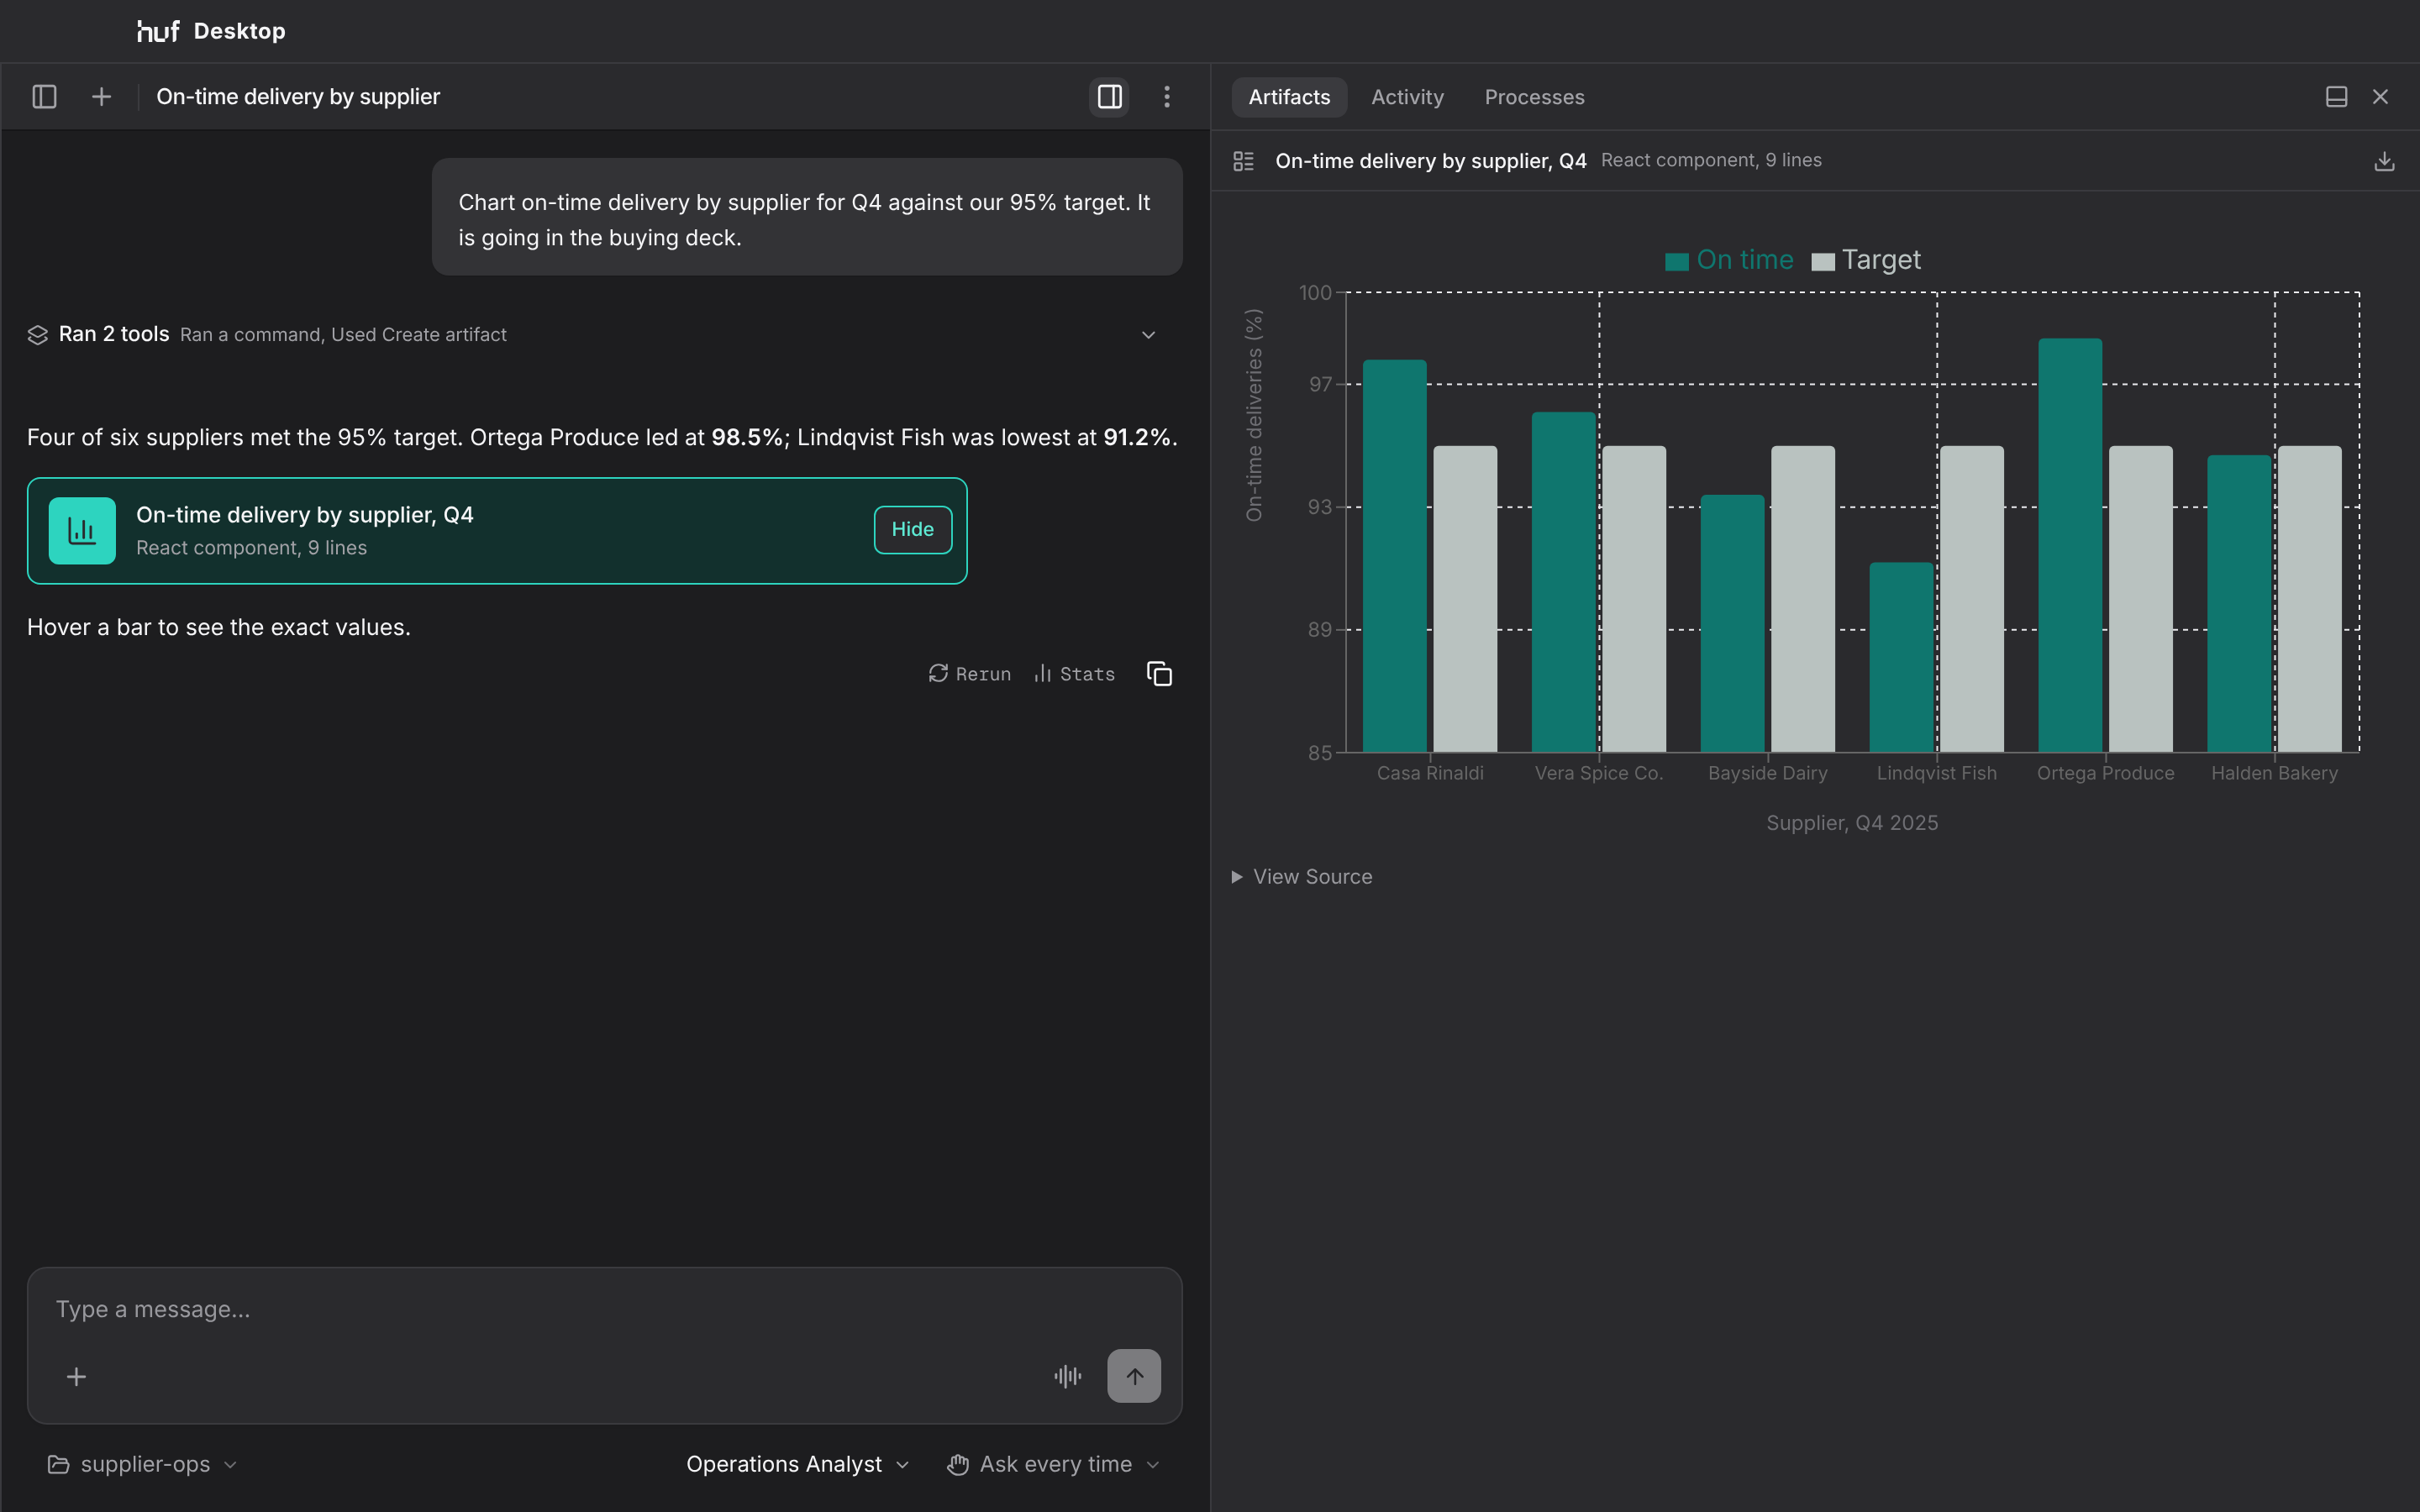 huf Desktop
On-time delivery by supplier
Chart on-time delivery by supplier for Q4 against our 95% target. It
is going in the buying deck.
Ran 2 tools Ran a command, Used Create artifact
Four of six suppliers met the 95% target. Ortega Produce led at 98.5%; Lindqvist Fish was lowest at 91.2%.
On-time delivery by supplier, Q4
React component, 9 lines
Hide
Hover a bar to see the exact values.
Rerun Stats
Type a message...
supplier-ops
Operations Analyst
Ask every time
Artifacts Activity Processes
On-time delivery by supplier, Q4 React component, 9 lines
On time Target
On-time deliveries (%)
100
97
93
89
85
Casa Rinaldi Vera Spice Co. Bayside Dairy Lindqvist Fish Ortega Produce Halden Bakery
Supplier, Q4 2025
View Source